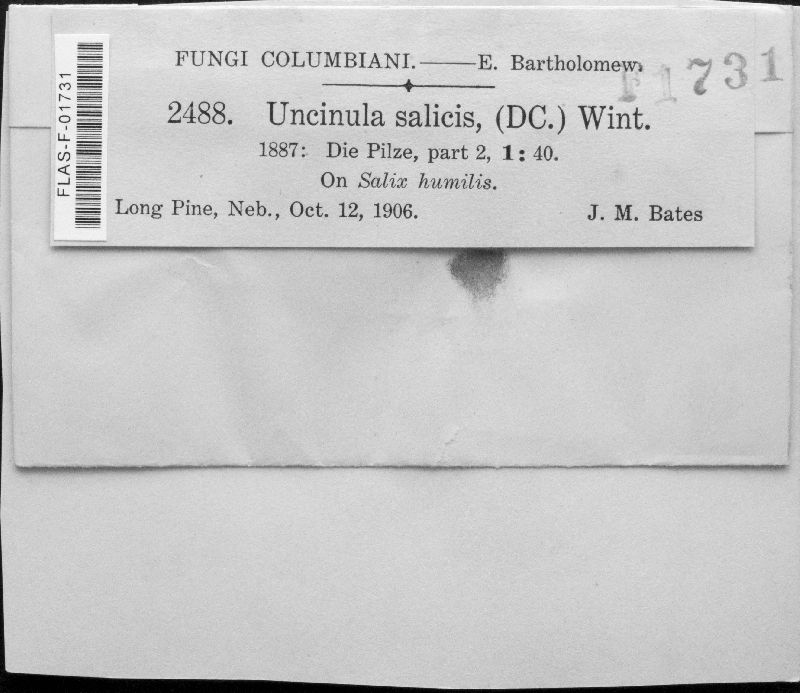 FUNGI COLUMBIANI.——E. Bartholomew.
F1731
2488. Uncinula salicis, (DC.) Wint.
1887: Die Pilze, part 2, 1: 40.
On Salix humilis.
Long Pine, Neb., Oct. 12, 1906. J. M. Bates
FLAS-F-01731